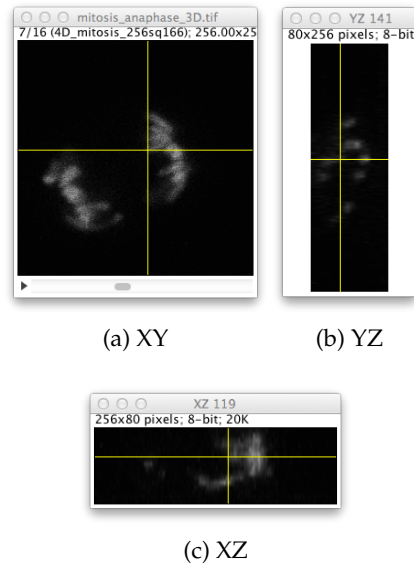 mitosis_anaphase_3D.tif
7/16 (4D_mitosis_256sq166); 256.00x25
YZ 141
80x256 pixels; 8-bit
(a) XY
(b) YZ
XZ 119
256x80 pixels; 8-bit; 20K
(c) XZ